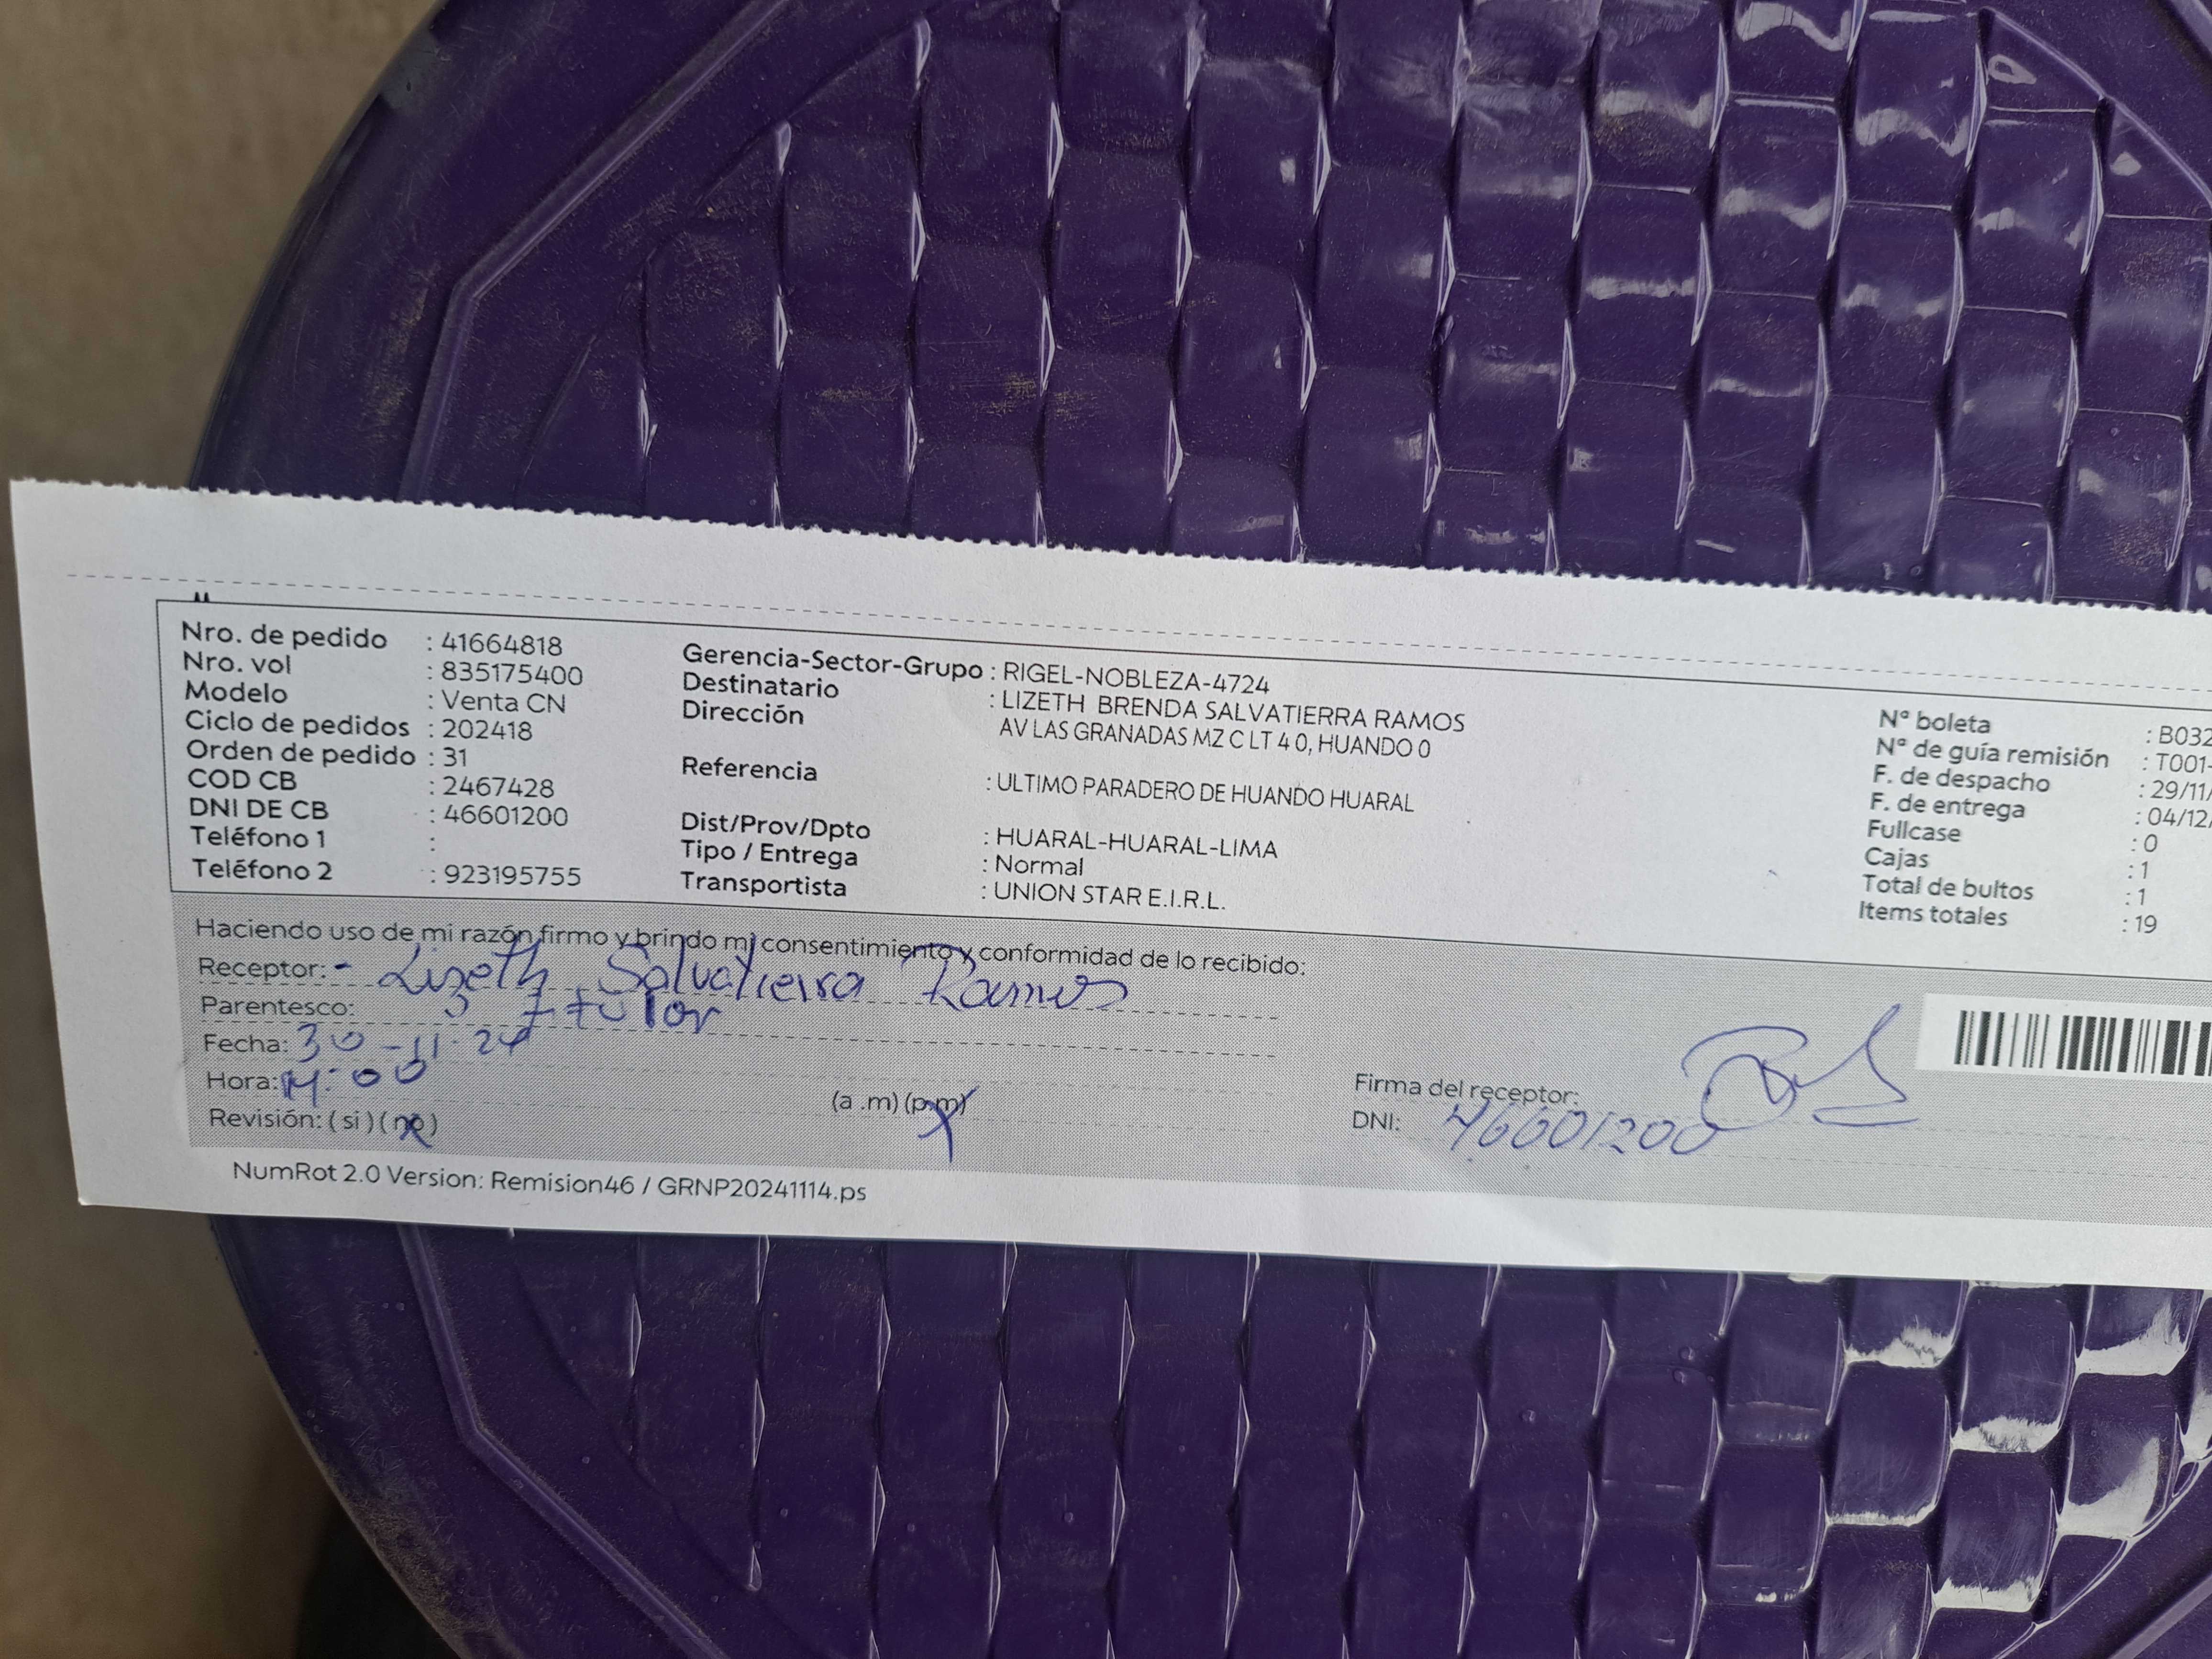 Nro. de pedido : 41664818
Nro. vol : 835175400
Modelo : Venta CN
Ciclo de pedidos : 202418
Orden de pedido : 31
COD CB : 2467428
DNI DE CB : 46601200
Teléfono 1 :
Teléfono 2 : 923195755
Gerencia-Sector-Grupo : RIGEL-NOBLEZA-4724
Destinatario : LIZETH BRENDA SALVATIERRA RAMOS
Dirección AV LAS GRANADAS MZ C LT 4 0, HUANDO 0
Referencia : ULTIMO PARADERO DE HUANDO HUARAL
Dist/Prov/Dpto : HUARAL-HUARAL-LIMA
Tipo / Entrega : Normal
Transportista : UNION STAR E.I.R.L.
N° boleta : B032
N° de guía remisión : T001-
F. de despacho : 29/11/
F. de entrega : 04/12/
Fullcase : 0
Cajas : 1
Total de bultos : 1
Items totales : 19
Haciendo uso de mi razón firmo y brindo mi consentimiento y conformidad de lo recibido:
Receptor:- Lizeth Salvatierra Ramos
Parentesco: Titular
Fecha: 30-11-24
Hora: :00 (a .m) (p.m)
Revisión: ( si ) ( no )
Firma del receptor:
DNI: 46601200
NumRot 2.0 Version: Remision46 / GRNP20241114.ps